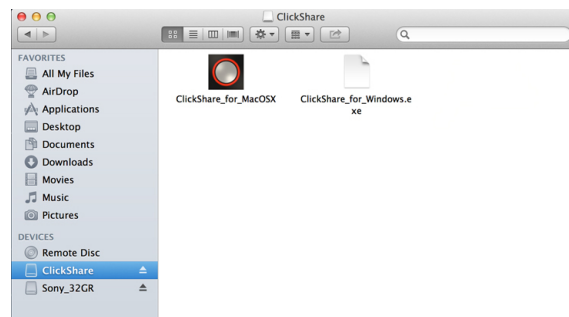 ClickShare
FAVORITES
All My Files
AirDrop
Applications
Desktop
Documents
Downloads
Movies
Music
Pictures
DEVICES
Remote Disc
ClickShare
Sony_32GR
ClickShare_for_MacOSX
ClickShare_for_Windows.e
xe